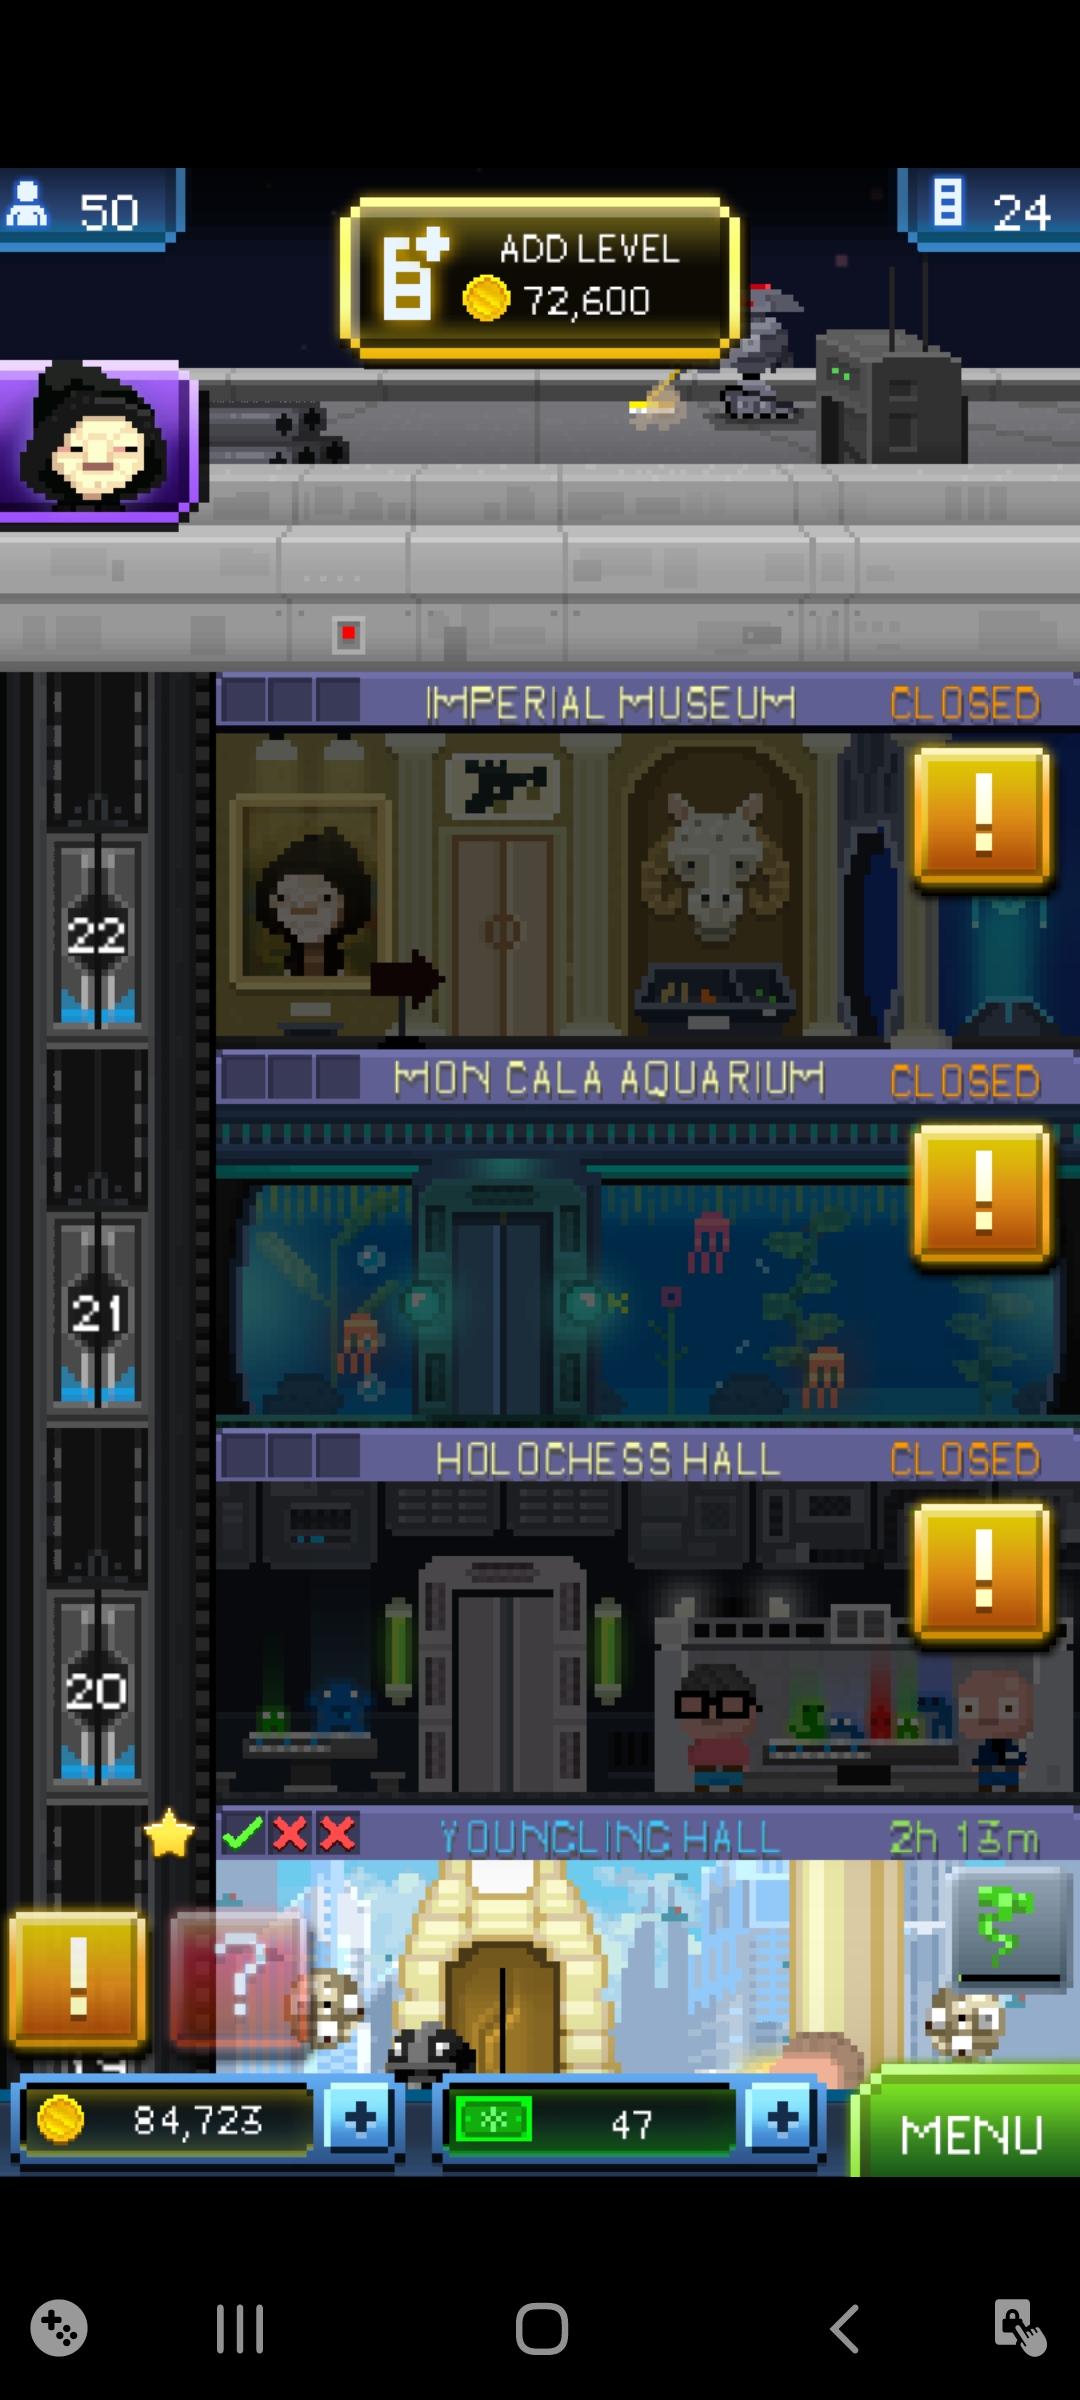 50
ADD LEVEL
72,600
24
IMPERIAL MUSEUM CLOSED
!
22
MON CALA AQUARIUM CLOSED
!
21
HOLOCHESS HALL CLOSED
!
20
YOUNGLING HALL 2h 13m
! ?
84,723 + 47 + MENU